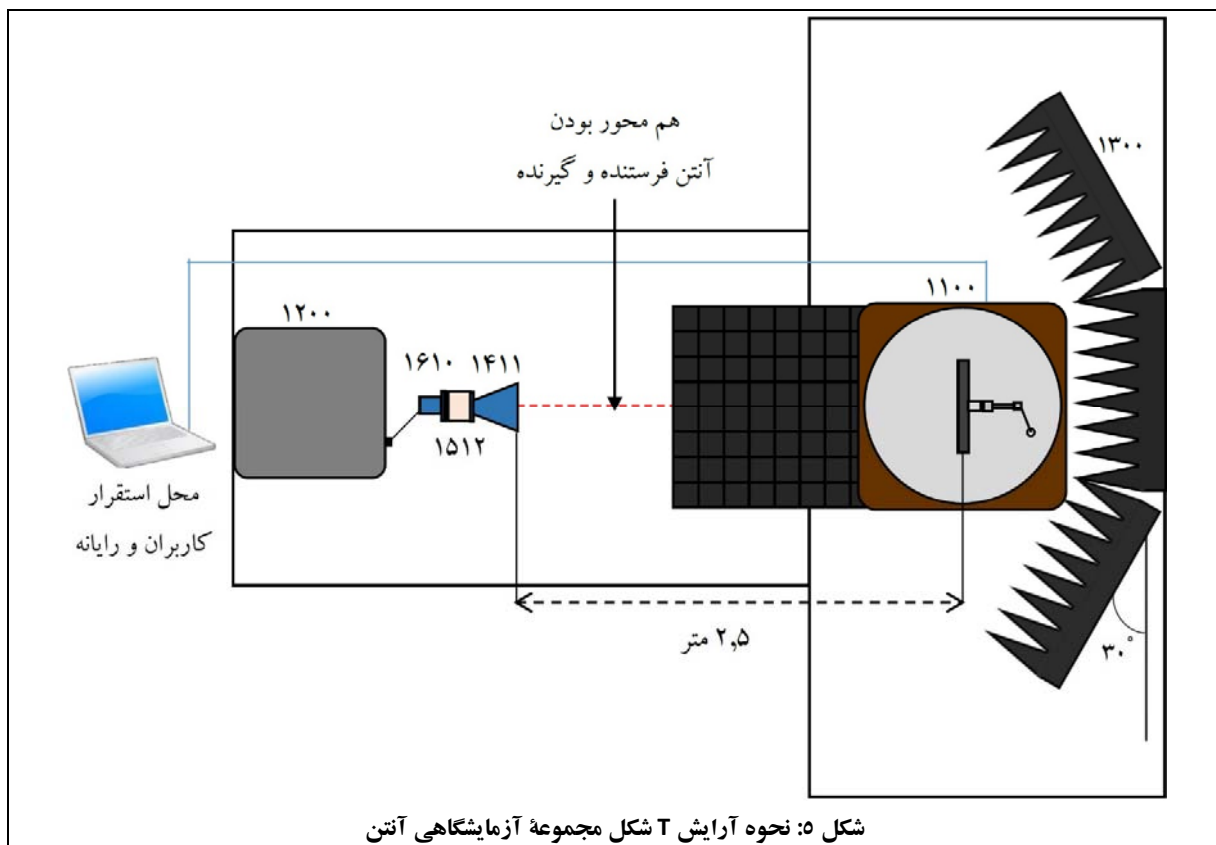 هم محور بودن
آنتن فرستنده و گیرنده
۱۳۰۰
۱۱۰۰
۱۲۰۰
۱۶۱۰
۱۴۱۱
۱۵۱۲
محل استقرار
کاربران و رایانه
۲٫۵ متر
۳۰°
شکل ۵: نحوه آرایش T شکل مجموعۀ آزمایشگاهی آنتن